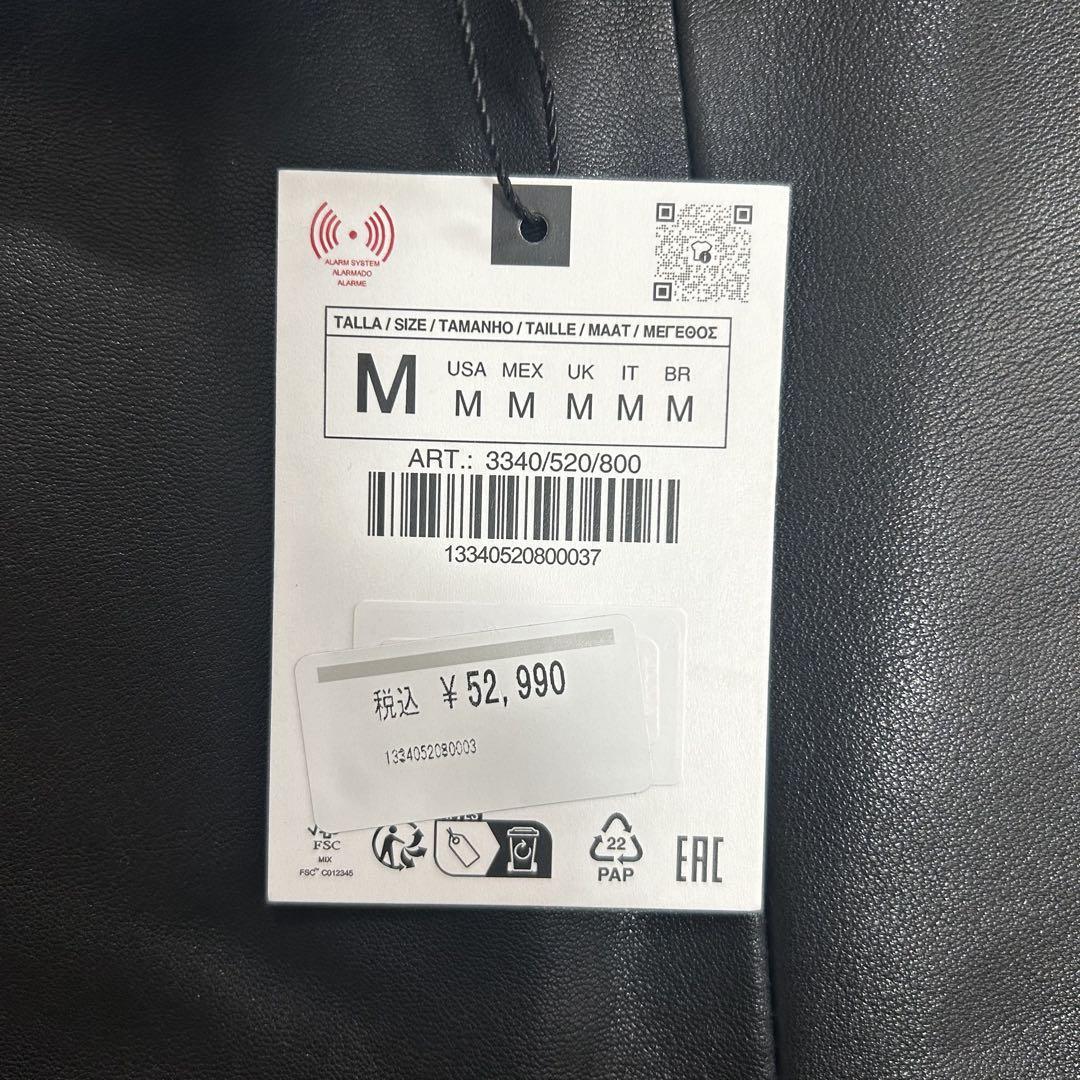 ALARM SYSTEM
ALARMADO
ALARME
TALLA / SIZE / TAMANHO / TAILLE / MAAT / ΜΕΓΕΘΟΣ
M
USA MEX UK IT BR
M M M M M
ART.: 3340/520/800
13340520800037
税込 ¥52,990
1334052080003
FSC
MIX
FSC™ C012345
22
PAP
EAC